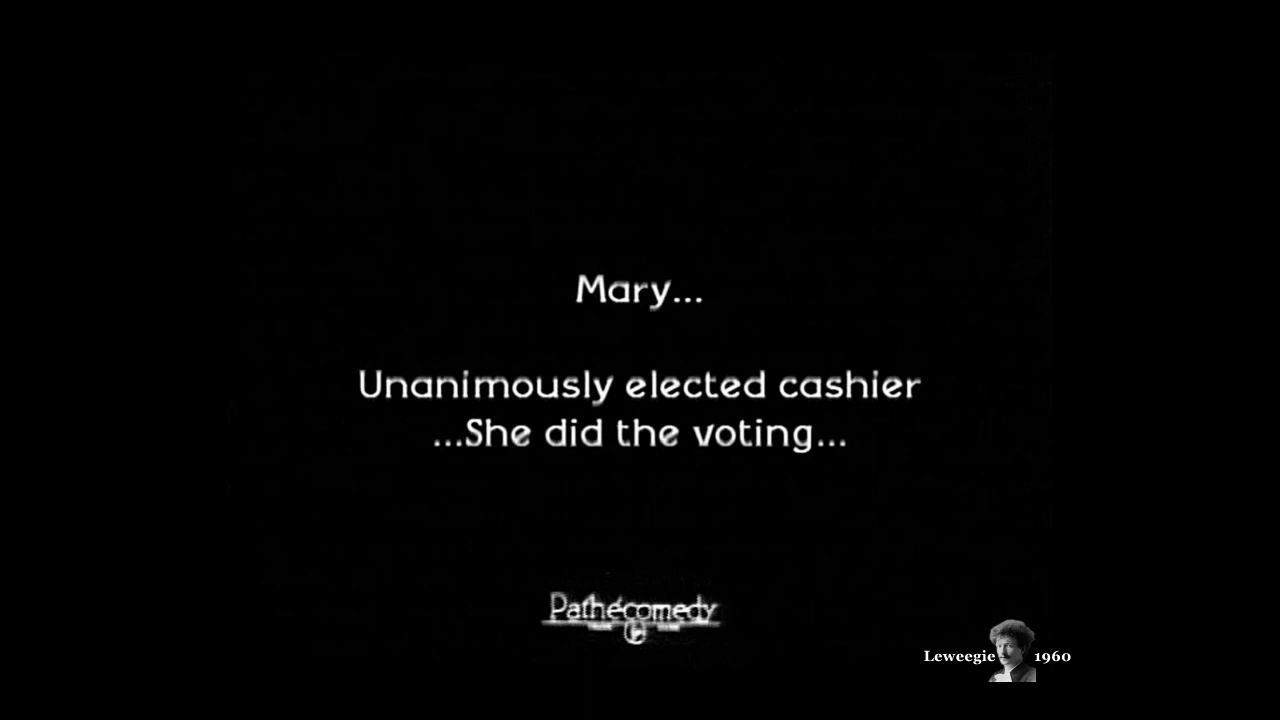 Mary...
Unanimously elected cashier
...She did the voting...
Pathécomedy
Leweegie 1960